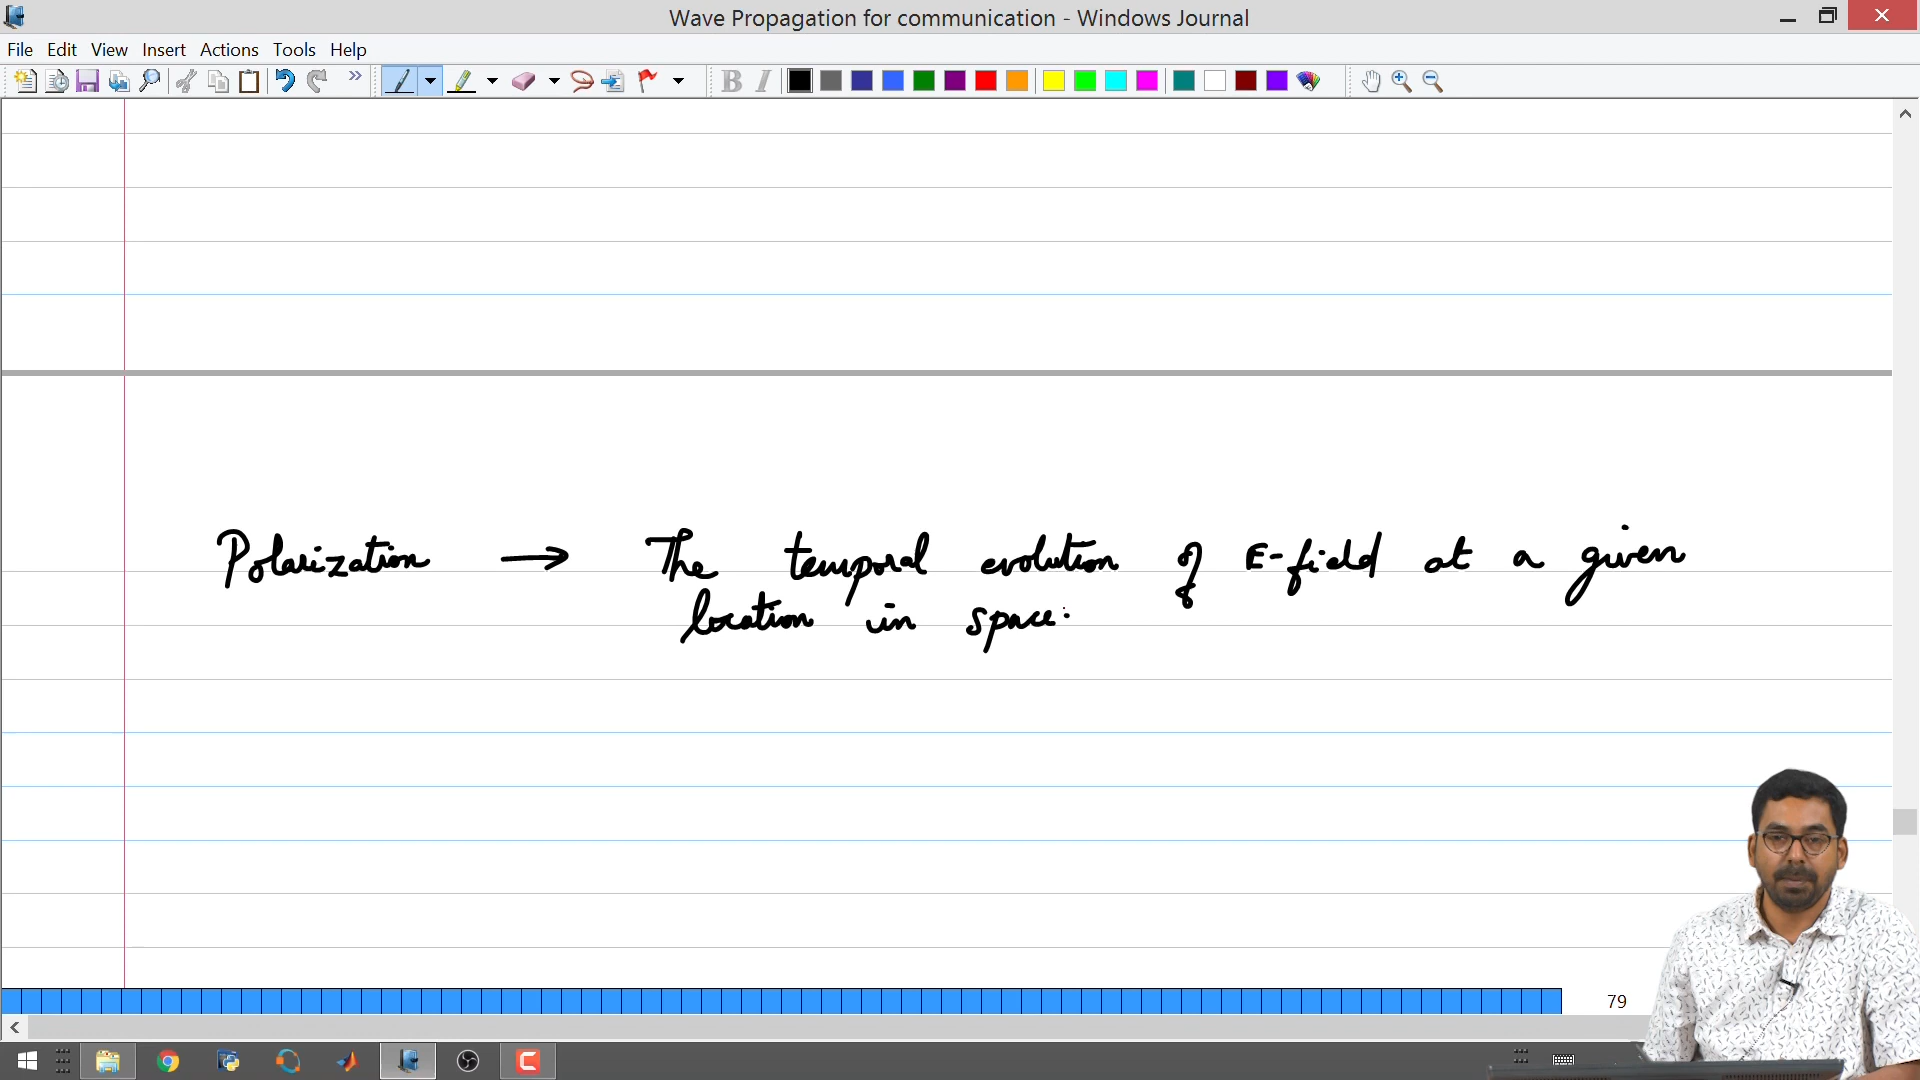 Wave Propagation for communication - Windows Journal
File Edit View Insert Actions Tools Help
B I
Polarization → The temporal evolution of E-field at a given
location in space.
79